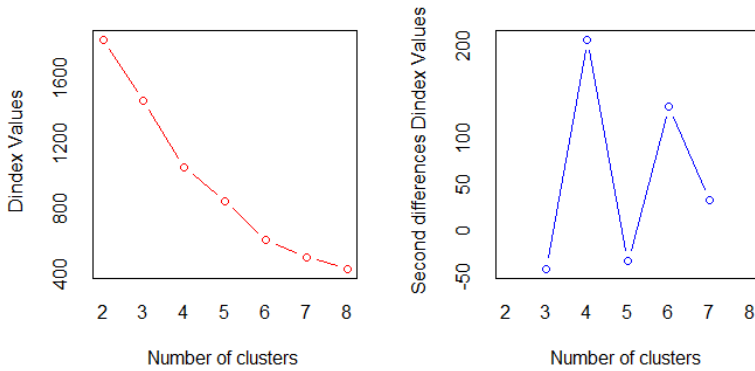 Dindex Values
400 800 1200 1600
2 3 4 5 6 7 8
Number of clusters
Second differences Dindex Values
-50 0 50 100 200
2 3 4 5 6 7 8
Number of clusters